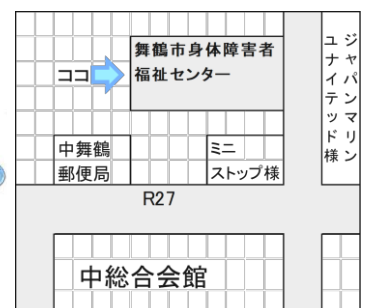 舞鶴市身体障害者
福祉センター
ココ
ジャパンマリン
ユナイテッド様
中舞鶴
郵便局
ミニ
ストップ様
R27
中総合会館